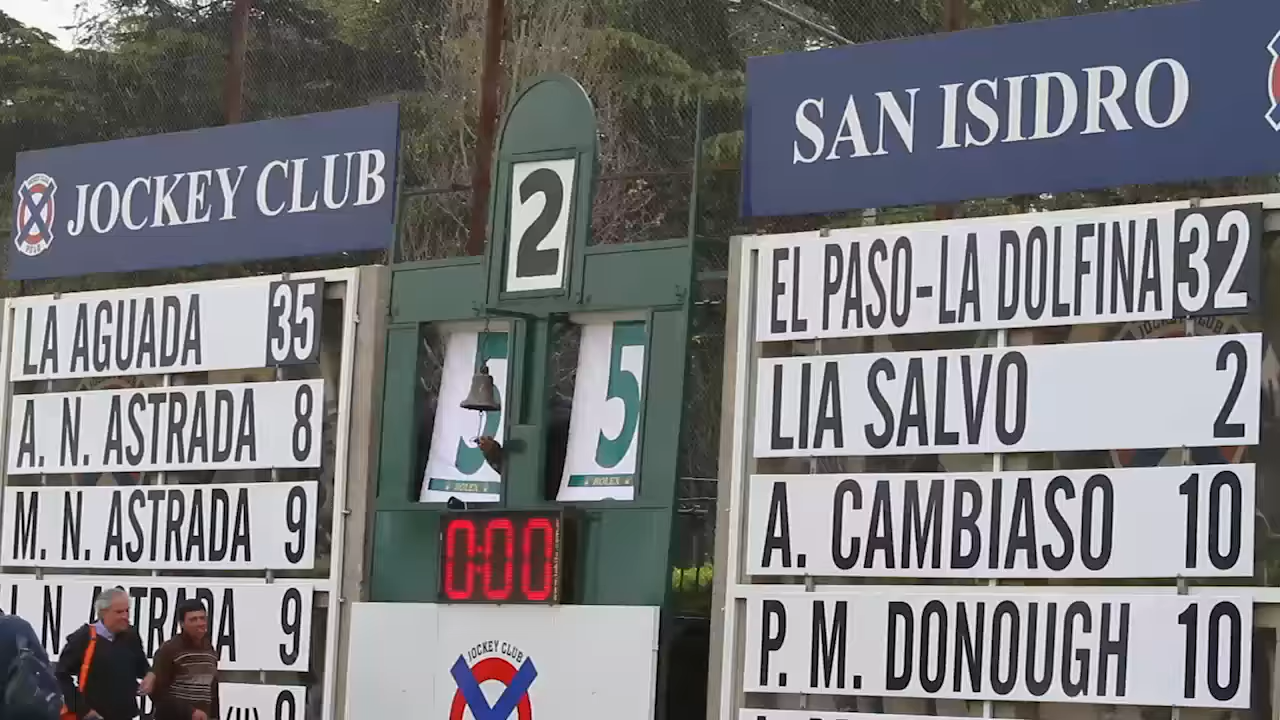 JOCKEY CLUB
LA AGUADA 35
A. N. ASTRADA 8
M. N. ASTRADA 9
N. ASTRADA 9
2
5 5
ROLEX ROLEX
0:00
JOCKEY CLUB
SAN ISIDRO
EL PASO-LA DOLFINA 32
LIA SALVO 2
A. CAMBIASO 10
P. M. DONOUGH 10